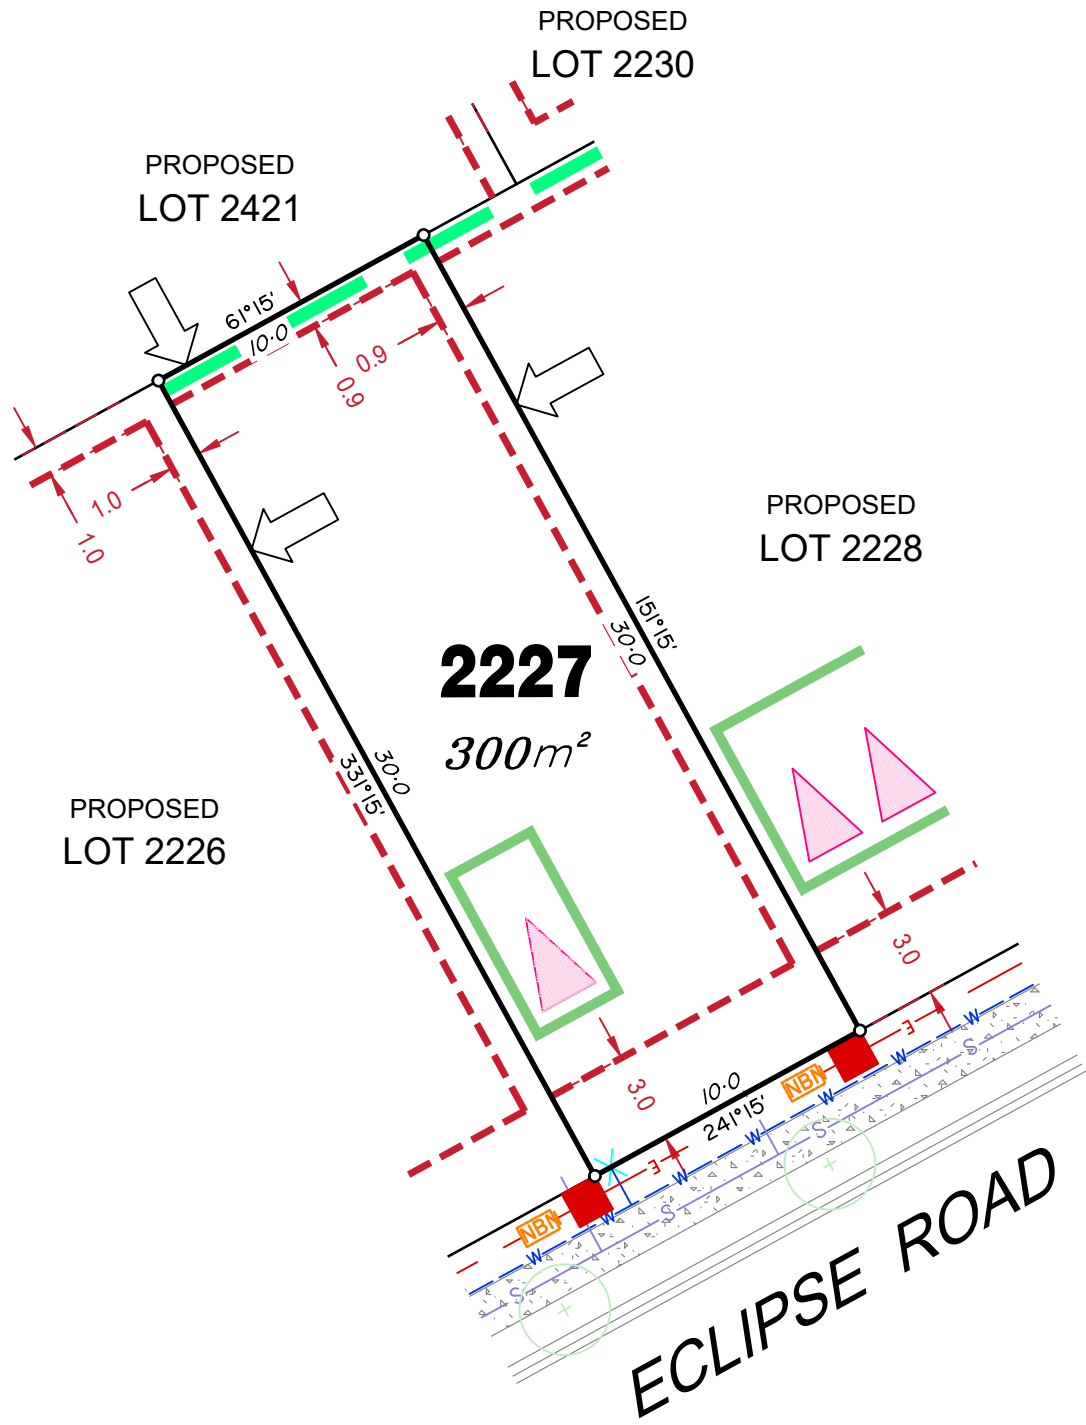 PROPOSED
LOT 2230
PROPOSED
LOT 2421
61°15'
10·0
0.9
0.9
1.0
1.0
PROPOSED
LOT 2228
151°15'
30·0
2227
300m²
30·0
331°15'
PROPOSED
LOT 2226
3.0
3.0
10·0
241°15'
E
W
S
NBN
W
W
S
W
E
W
S
W
NBN
W
S
ECLIPSE ROAD